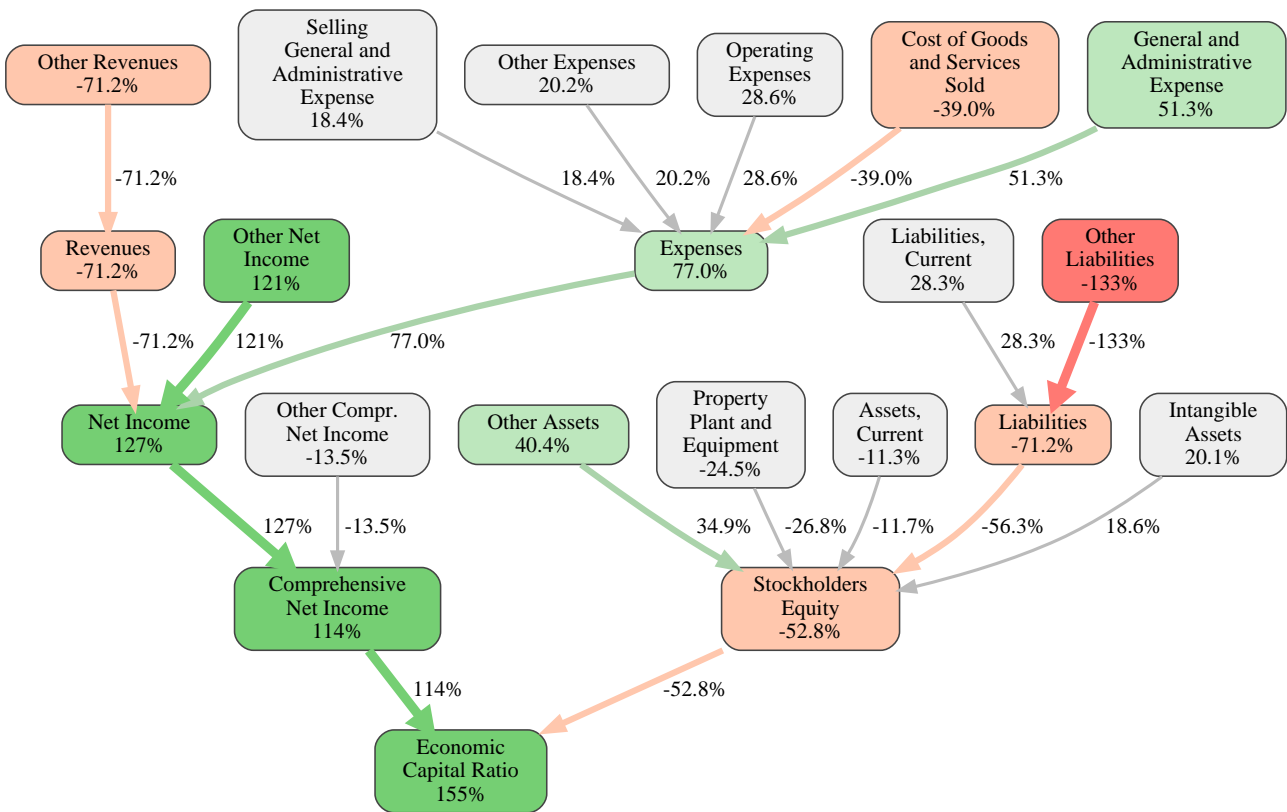 Other Revenues
-71.2%
Selling
General and
Administrative
Expense
18.4%
Other Expenses
20.2%
Operating
Expenses
28.6%
Cost of Goods
and Services
Sold
-39.0%
General and
Administrative
Expense
51.3%
-71.2%
18.4%
20.2%
28.6%
-39.0%
51.3%
Revenues
-71.2%
Other Net
Income
121%
Expenses
77.0%
Liabilities,
Current
28.3%
Other
Liabilities
-133%
-71.2%
121%
77.0%
28.3%
-133%
Net Income
127%
Other Compr.
Net Income
-13.5%
Other Assets
40.4%
Property
Plant and
Equipment
-24.5%
Assets,
Current
-11.3%
Liabilities
-71.2%
Intangible
Assets
20.1%
127%
-13.5%
34.9%
-26.8%
-11.7%
-56.3%
18.6%
Comprehensive
Net Income
114%
Stockholders
Equity
-52.8%
114%
-52.8%
Economic
Capital Ratio
155%